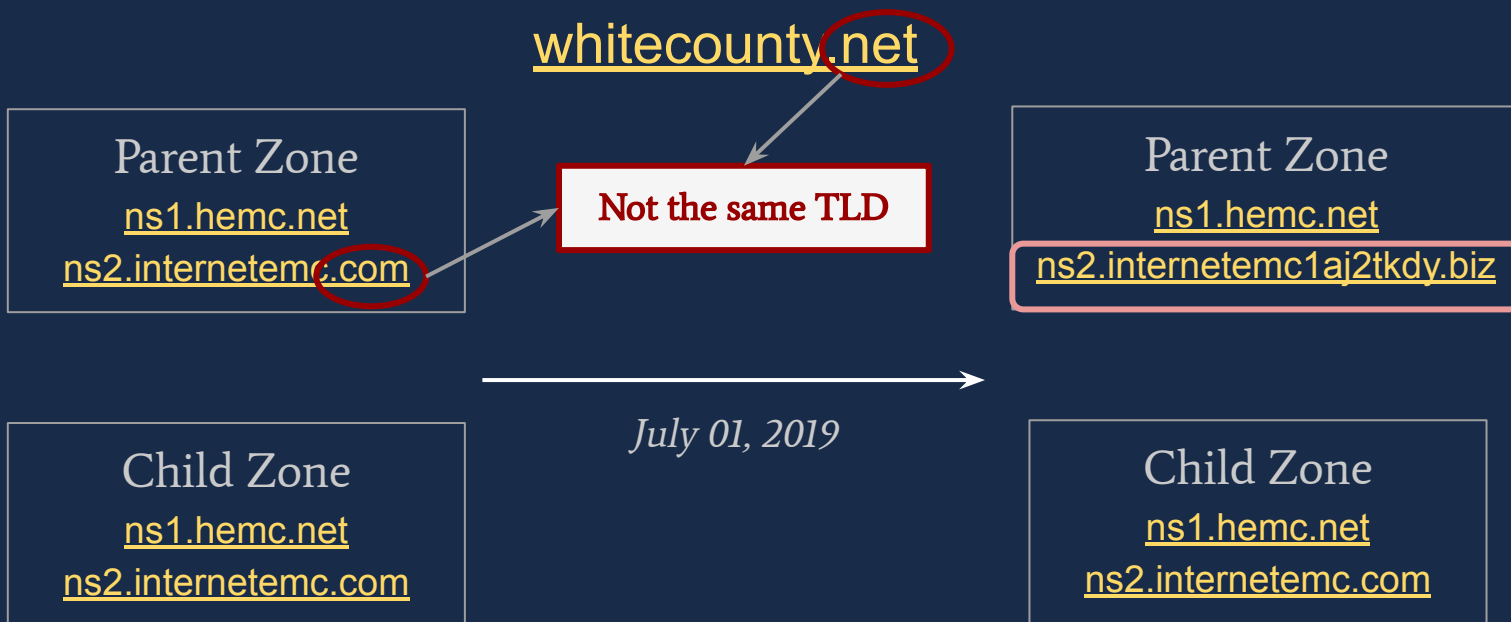 whitecounty.net
Parent Zone
ns1.hemc.net
ns2.internetemc.com
Not the same TLD
Parent Zone
ns1.hemc.net
ns2.internetemc1aj2tkdy.biz
July 01, 2019
Child Zone
ns1.hemc.net
ns2.internetemc.com
Child Zone
ns1.hemc.net
ns2.internetemc.com